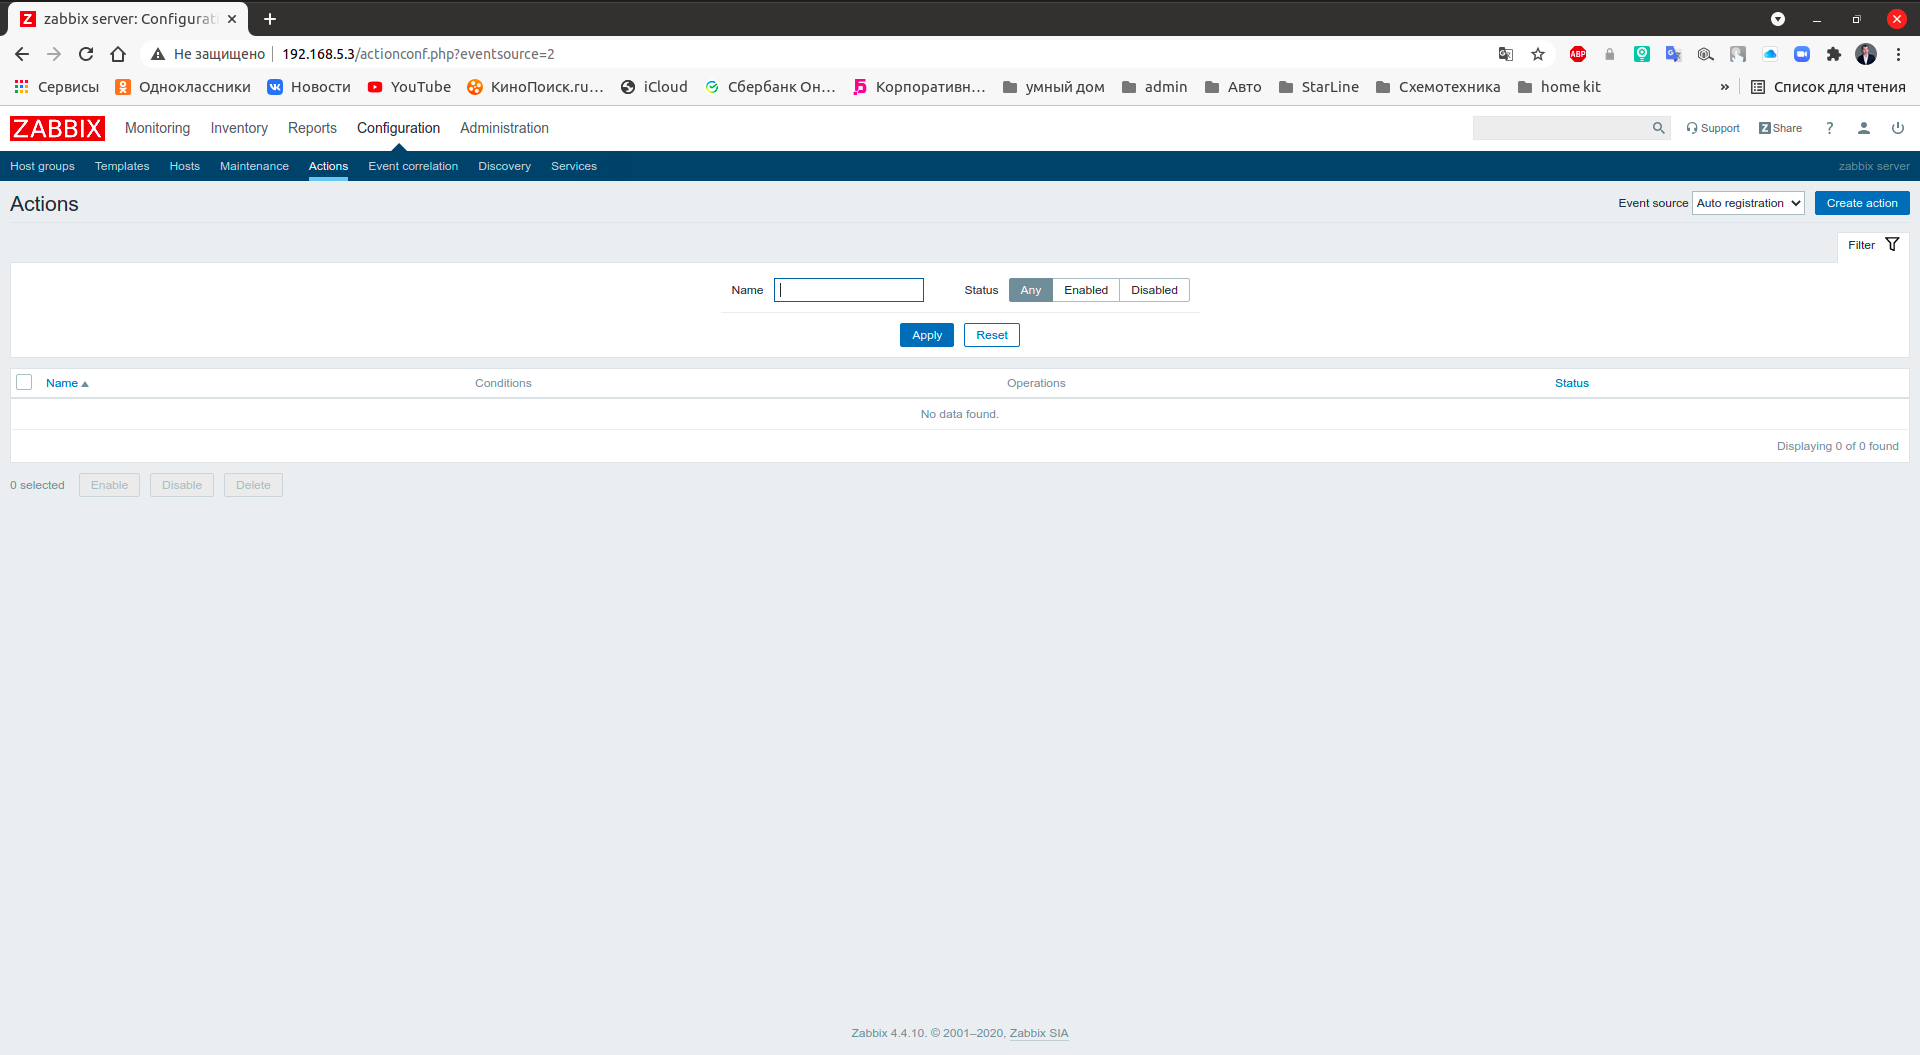 zabbix server: Configurati
Не защищено 192.168.5.3/actionconf.php?eventsource=2
ABP
Сервисы Одноклассники Новости YouTube КиноПоиск.ru... iCloud Сбербанк Он... Корпоративн... умный дом admin Авто StarLine Схемотехника home kit » Список для чтения
ZABBIX Monitoring Inventory Reports Configuration Administration Support Z Share ?
Host groups Templates Hosts Maintenance Actions Event correlation Discovery Services zabbix server
Actions Event source Auto registration Create action
Filter
Name Status Any Enabled Disabled
Apply Reset
Name Conditions Operations Status
No data found.
Displaying 0 of 0 found
0 selected Enable Disable Delete
Zabbix 4.4.10. © 2001–2020, Zabbix SIA